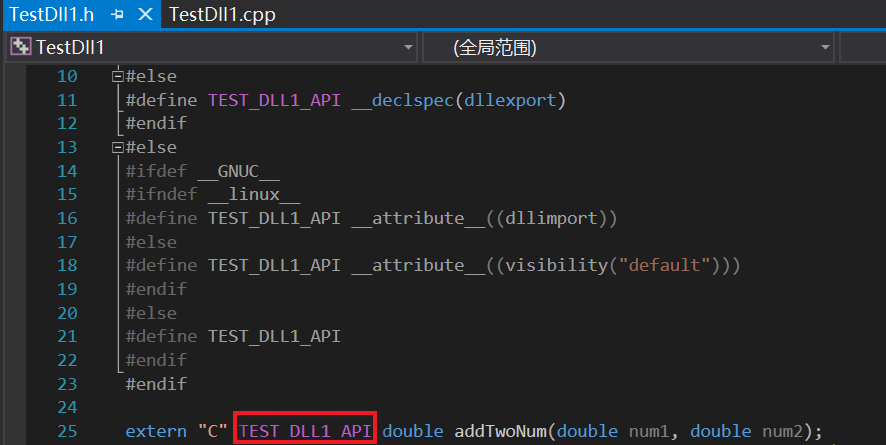 TestDll1.h TestDll1.cpp
TestDll1 (全局范围)
10 #else
11 #define TEST_DLL1_API __declspec(dllexport)
12 #endif
13 #else
14 #ifdef __GNUC__
15 #ifndef __linux__
16 #define TEST_DLL1_API __attribute__((dllimport))
17 #else
18 #define TEST_DLL1_API __attribute__((visibility("default")))
19 #endif
20 #else
21 #define TEST_DLL1_API
22 #endif
23 #endif
24
25 extern "C" TEST_DLL1_API double addTwoNum(double num1, double num2);